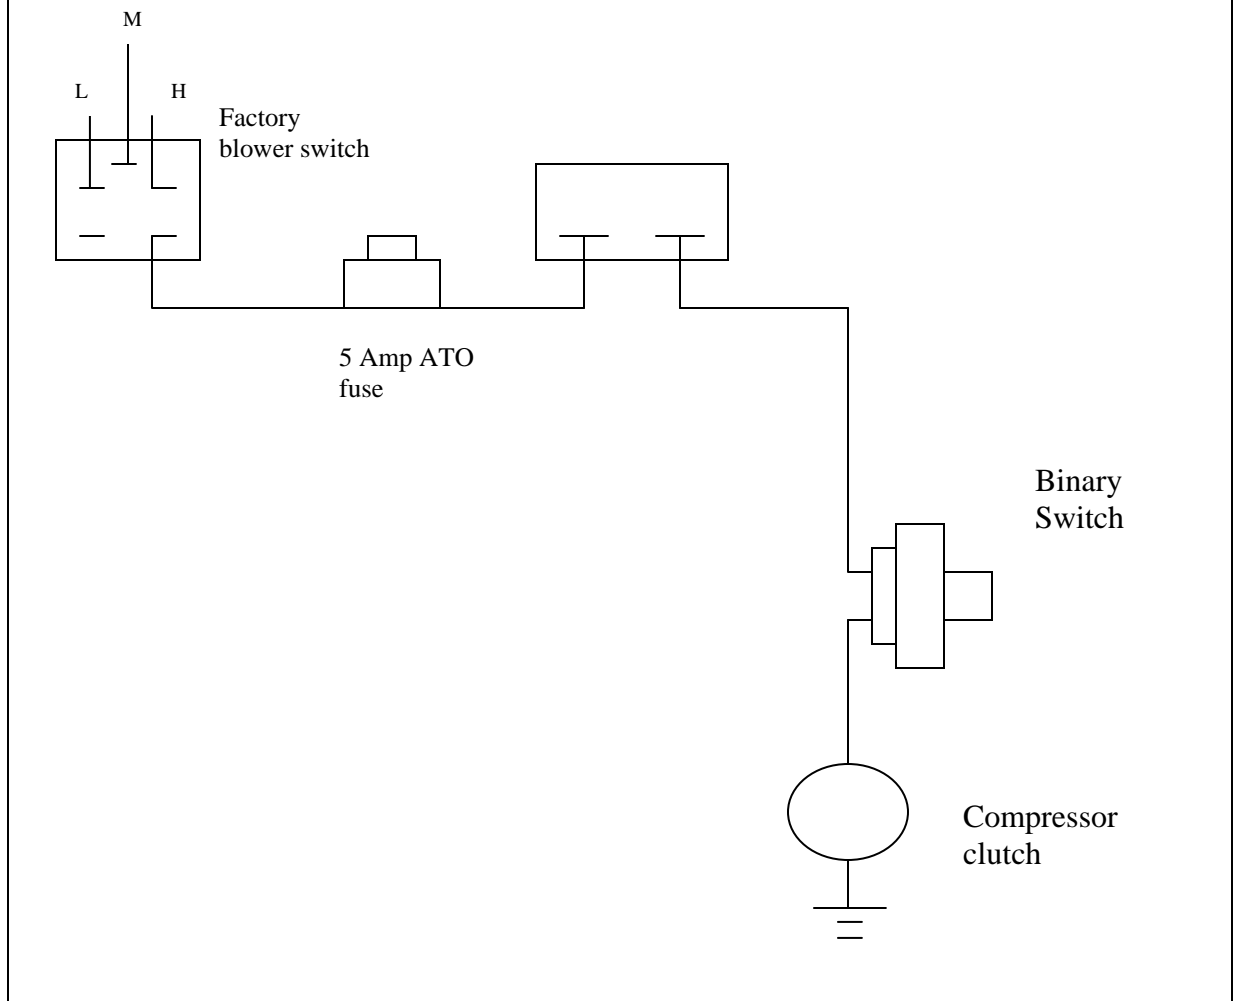 M
L
H
Factory
blower switch
5 Amp ATO
fuse
Binary
Switch
Compressor
clutch